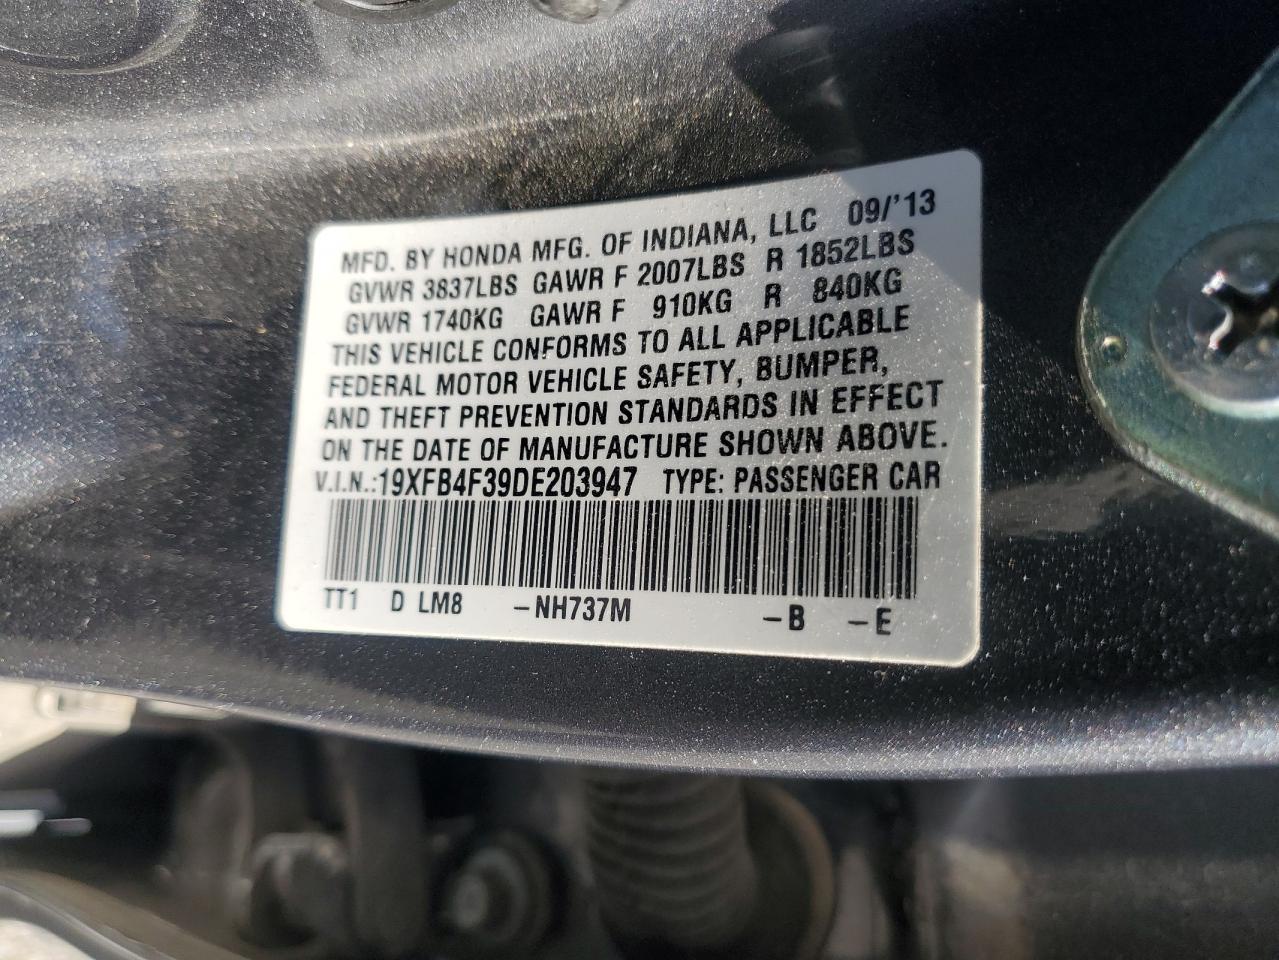 MFD. BY HONDA MFG. OF INDIANA, LLC 09/'13
GVWR 3837LBS GAWR F 2007LBS R 1852LBS
GVWR 1740KG GAWR F 910KG R 840KG
THIS VEHICLE CONFORMS TO ALL APPLICABLE
FEDERAL MOTOR VEHICLE SAFETY, BUMPER,
AND THEFT PREVENTION STANDARDS IN EFFECT
ON THE DATE OF MANUFACTURE SHOWN ABOVE.
V.I.N.:19XFB4F39DE203947 TYPE: PASSENGER CAR
TT1 D LM8 -NH737M -B -E